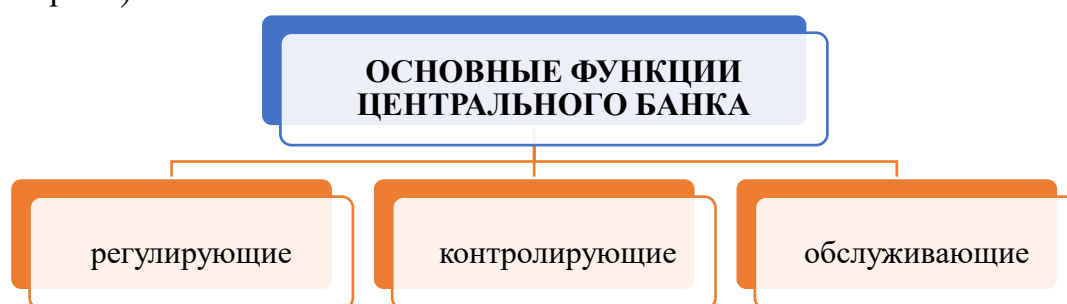 ОСНОВНЫЕ ФУНКЦИИ
ЦЕНТРАЛЬНОГО БАНКА
регулирующие
контролирующие
обслуживающие